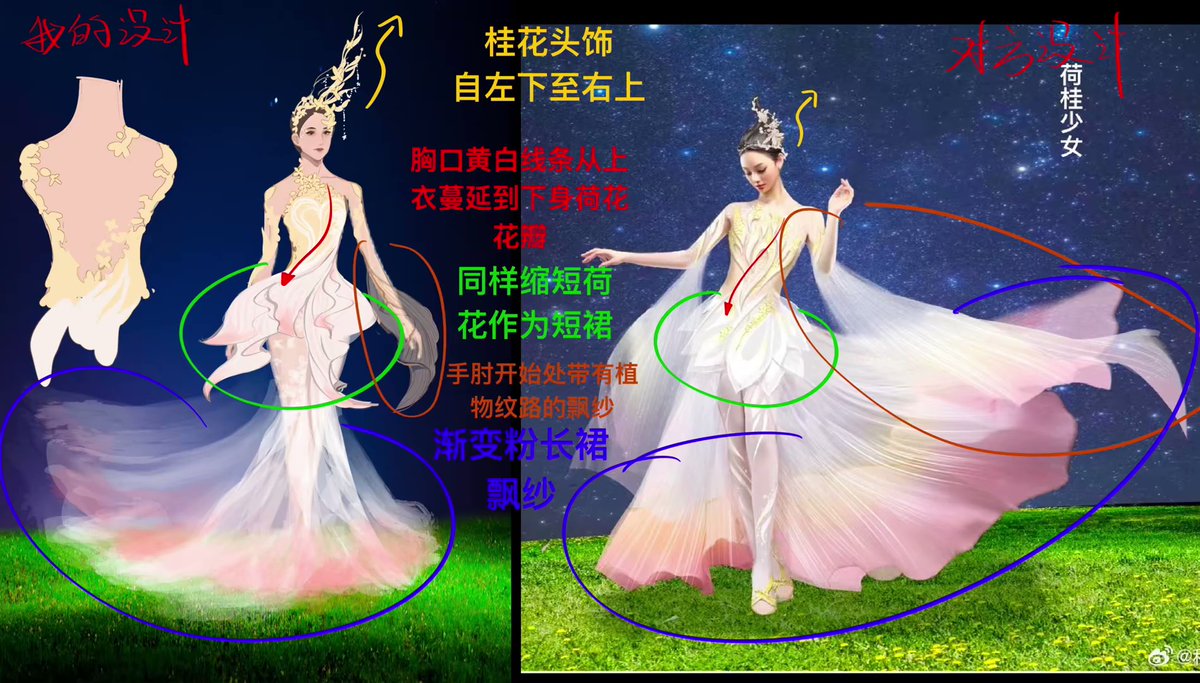 我的设计
桂花头饰
自左下至右上
胸口黄白线条从上
衣蔓延到下身荷花
花瓣
同样缩短荷
花作为短裙
手肘开始处带有植
物纹路的飘纱
渐变粉长裙
飘纱
对方设计
荷桂少女